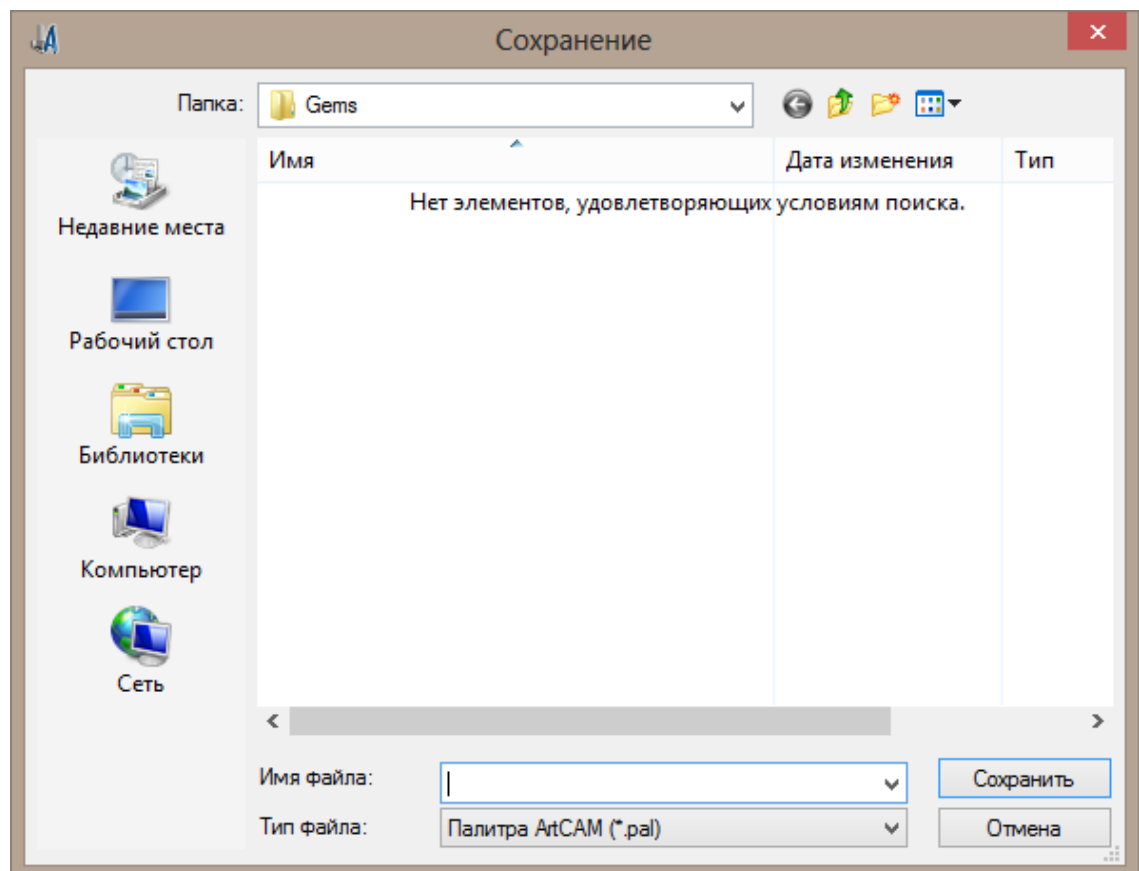 Сохранение
Папка:
Gems
Имя
Дата изменения
Тип
Нет элементов, удовлетворяющих условиям поиска.
Недавние места
Рабочий стол
Библиотеки
Компьютер
Сеть
Имя файла:
Сохранить
Тип файла:
Палитра ArtCAM (*.pal)
Отмена